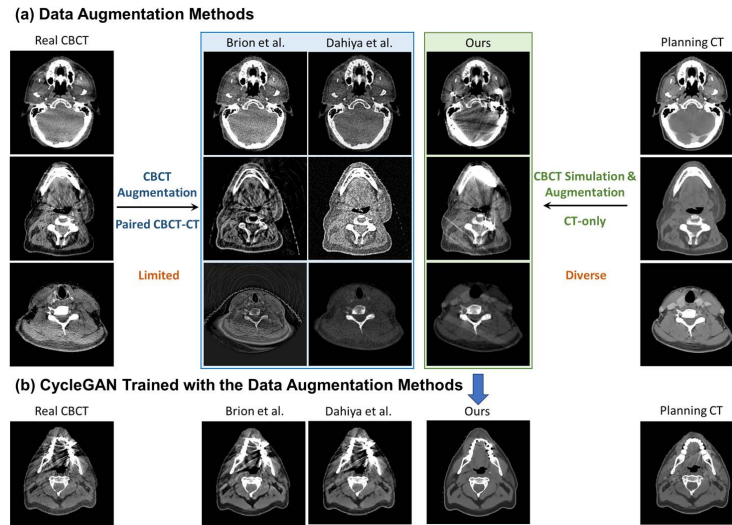 (a) Data Augmentation Methods
Real CBCT
Brion et al.
Dahiya et al.
Ours
Planning CT
CBCT
Augmentation
Paired CBCT-CT
Limited
CBCT Simulation &
Augmentation
CT-only
Diverse
(b) CycleGAN Trained with the Data Augmentation Methods
Real CBCT
Brion et al.
Dahiya et al.
Ours
Planning CT